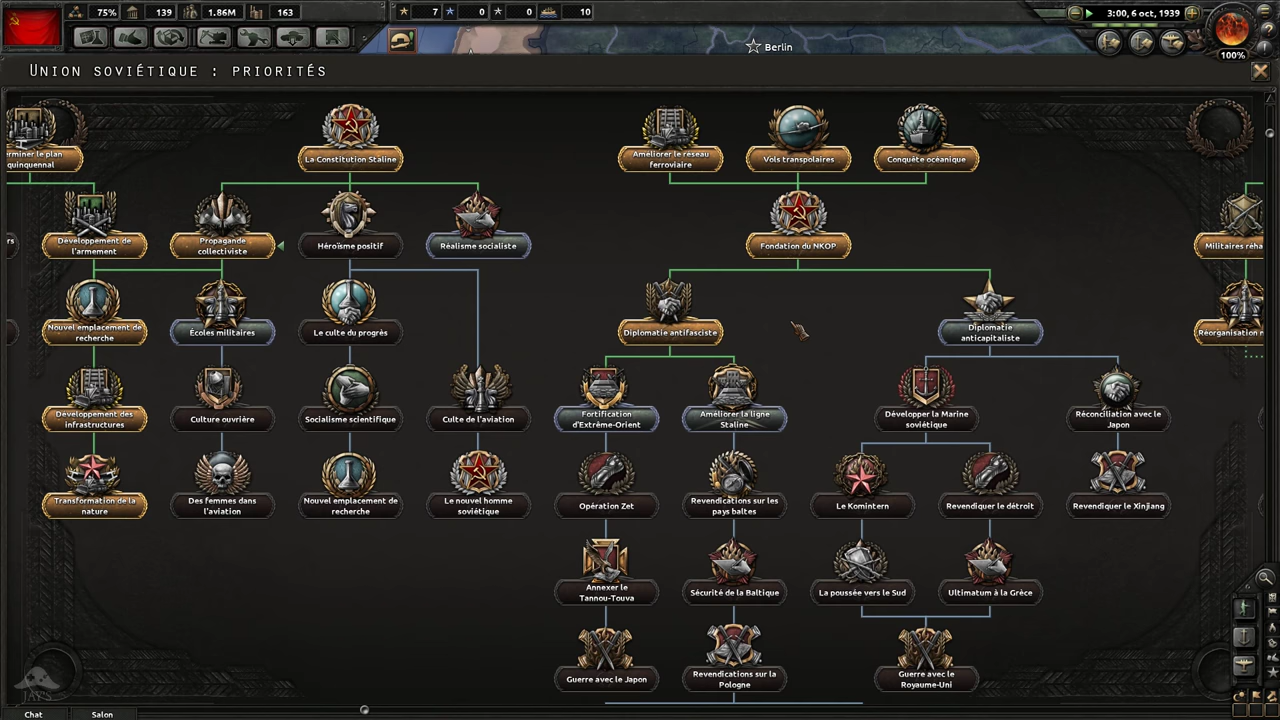 75%
139
1.86M
163
7
0
0
10
3:00, 6 oct, 1939
Berlin
100%
Union soviétique : priorités
erminer le plan
quinquennal
La Constitution Staline
Améliorer le réseau
ferroviaire
Vols transpolaires
Conquête océanique
Développement de
l'armement
Propagande
collectiviste
Héroïsme positif
Réalisme socialiste
Fondation du NKOP
Militaires réha
Nouvel emplacement de
recherche
Écoles militaires
Le culte du progrès
Diplomatie antifasciste
Diplomatie
anticapitaliste
Réorganisation n
Développement des
infrastructures
Culture ouvrière
Socialisme scientifique
Culte de l'aviation
Fortification
d'Extrême-Orient
Améliorer la ligne
Staline
Développer la Marine
soviétique
Réconciliation avec le
Japon
Transformation de la
nature
Des femmes dans
l'aviation
Nouvel emplacement de
recherche
Le nouvel homme
soviétique
Opération Zet
Revendications sur les
pays baltes
Le Komintern
Revendiquer le détroit
Revendiquer le Xinjiang
Annexer le
Tannou-Touva
Sécurité de la Baltique
La poussée vers le Sud
Ultimatum à la Grèce
Guerre avec le Japon
Revendications sur la
Pologne
Guerre avec le
Royaume-Uni
JAY'S
Chat
Salon